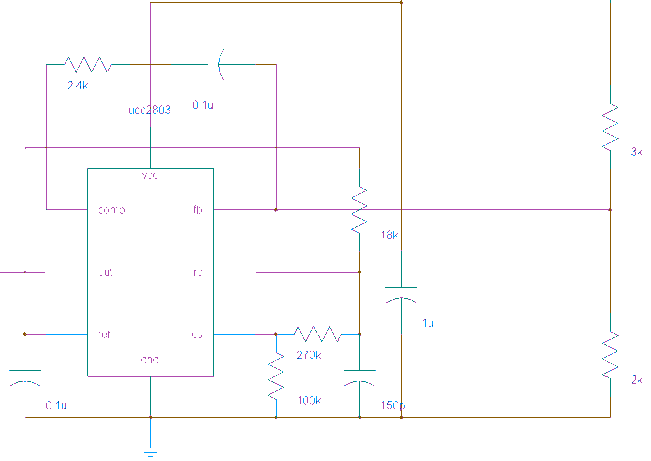 2.4k
ucc2803
0.1u
3k
vcc
comp
fb
18k
out
rc
1u
ref
cs
270k
gnd
2k
0.1u
100k
150p